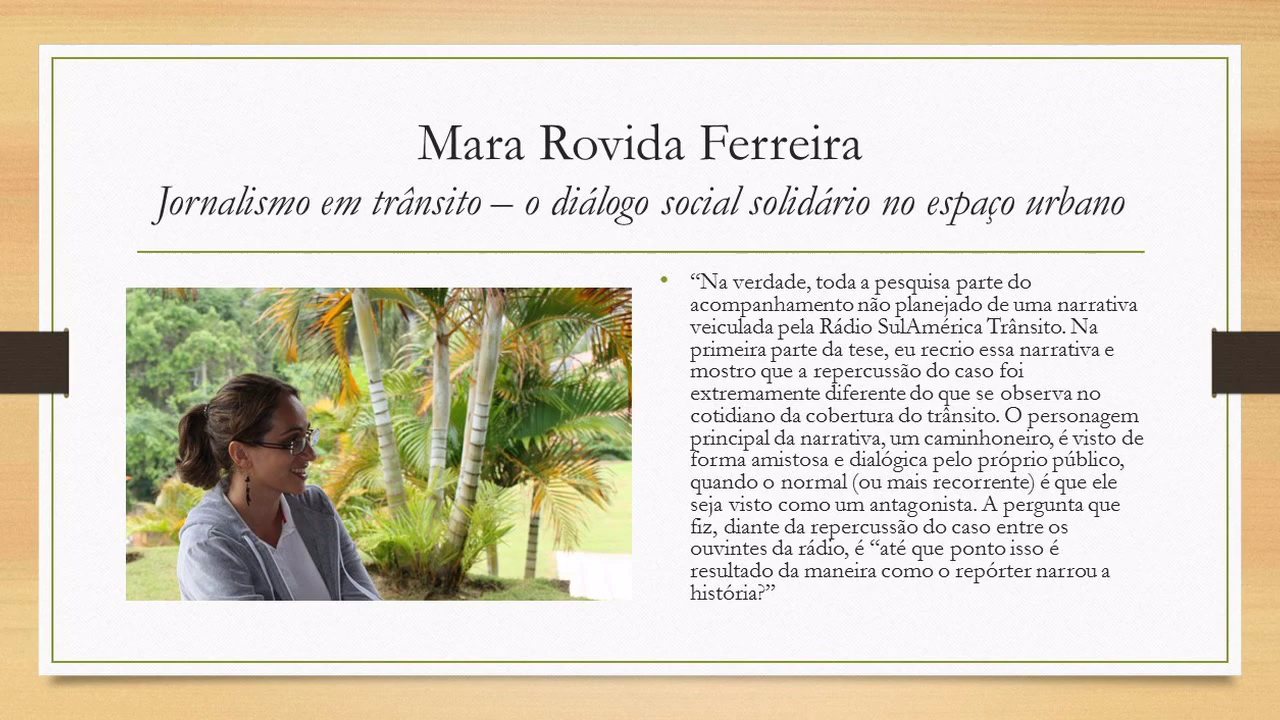 Mara Rovida Ferreira
Jornalismo em trânsito – o diálogo social solidário no espaço urbano
• “Na verdade, toda a pesquisa parte do
acompanhamento não planejado de uma narrativa
veiculada pela Rádio SulAmérica Trânsito. Na
primeira parte da tese, eu recrio essa narrativa e
mostro que a repercussão do caso foi
extremamente diferente do que se observa no
cotidiano da cobertura do trânsito. O personagem
principal da narrativa, um caminhoneiro, é visto de
forma amistosa e dialógica pelo próprio público,
quando o normal (ou mais recorrente) é que ele
seja visto como um antagonista. A pergunta que
fiz, diante da repercussão do caso entre os
ouvintes da rádio, é “até que ponto isso é
resultado da maneira como o repórter narrou a
história?”